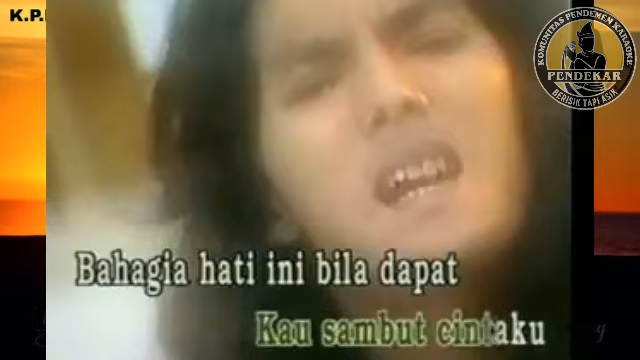 KOMUNITAS PENDEMEN KARAOKE
PENDEKAR
BERISIK TAPI ASIK
Bahagia hati ini bila dapat
Kau sambut cintaku